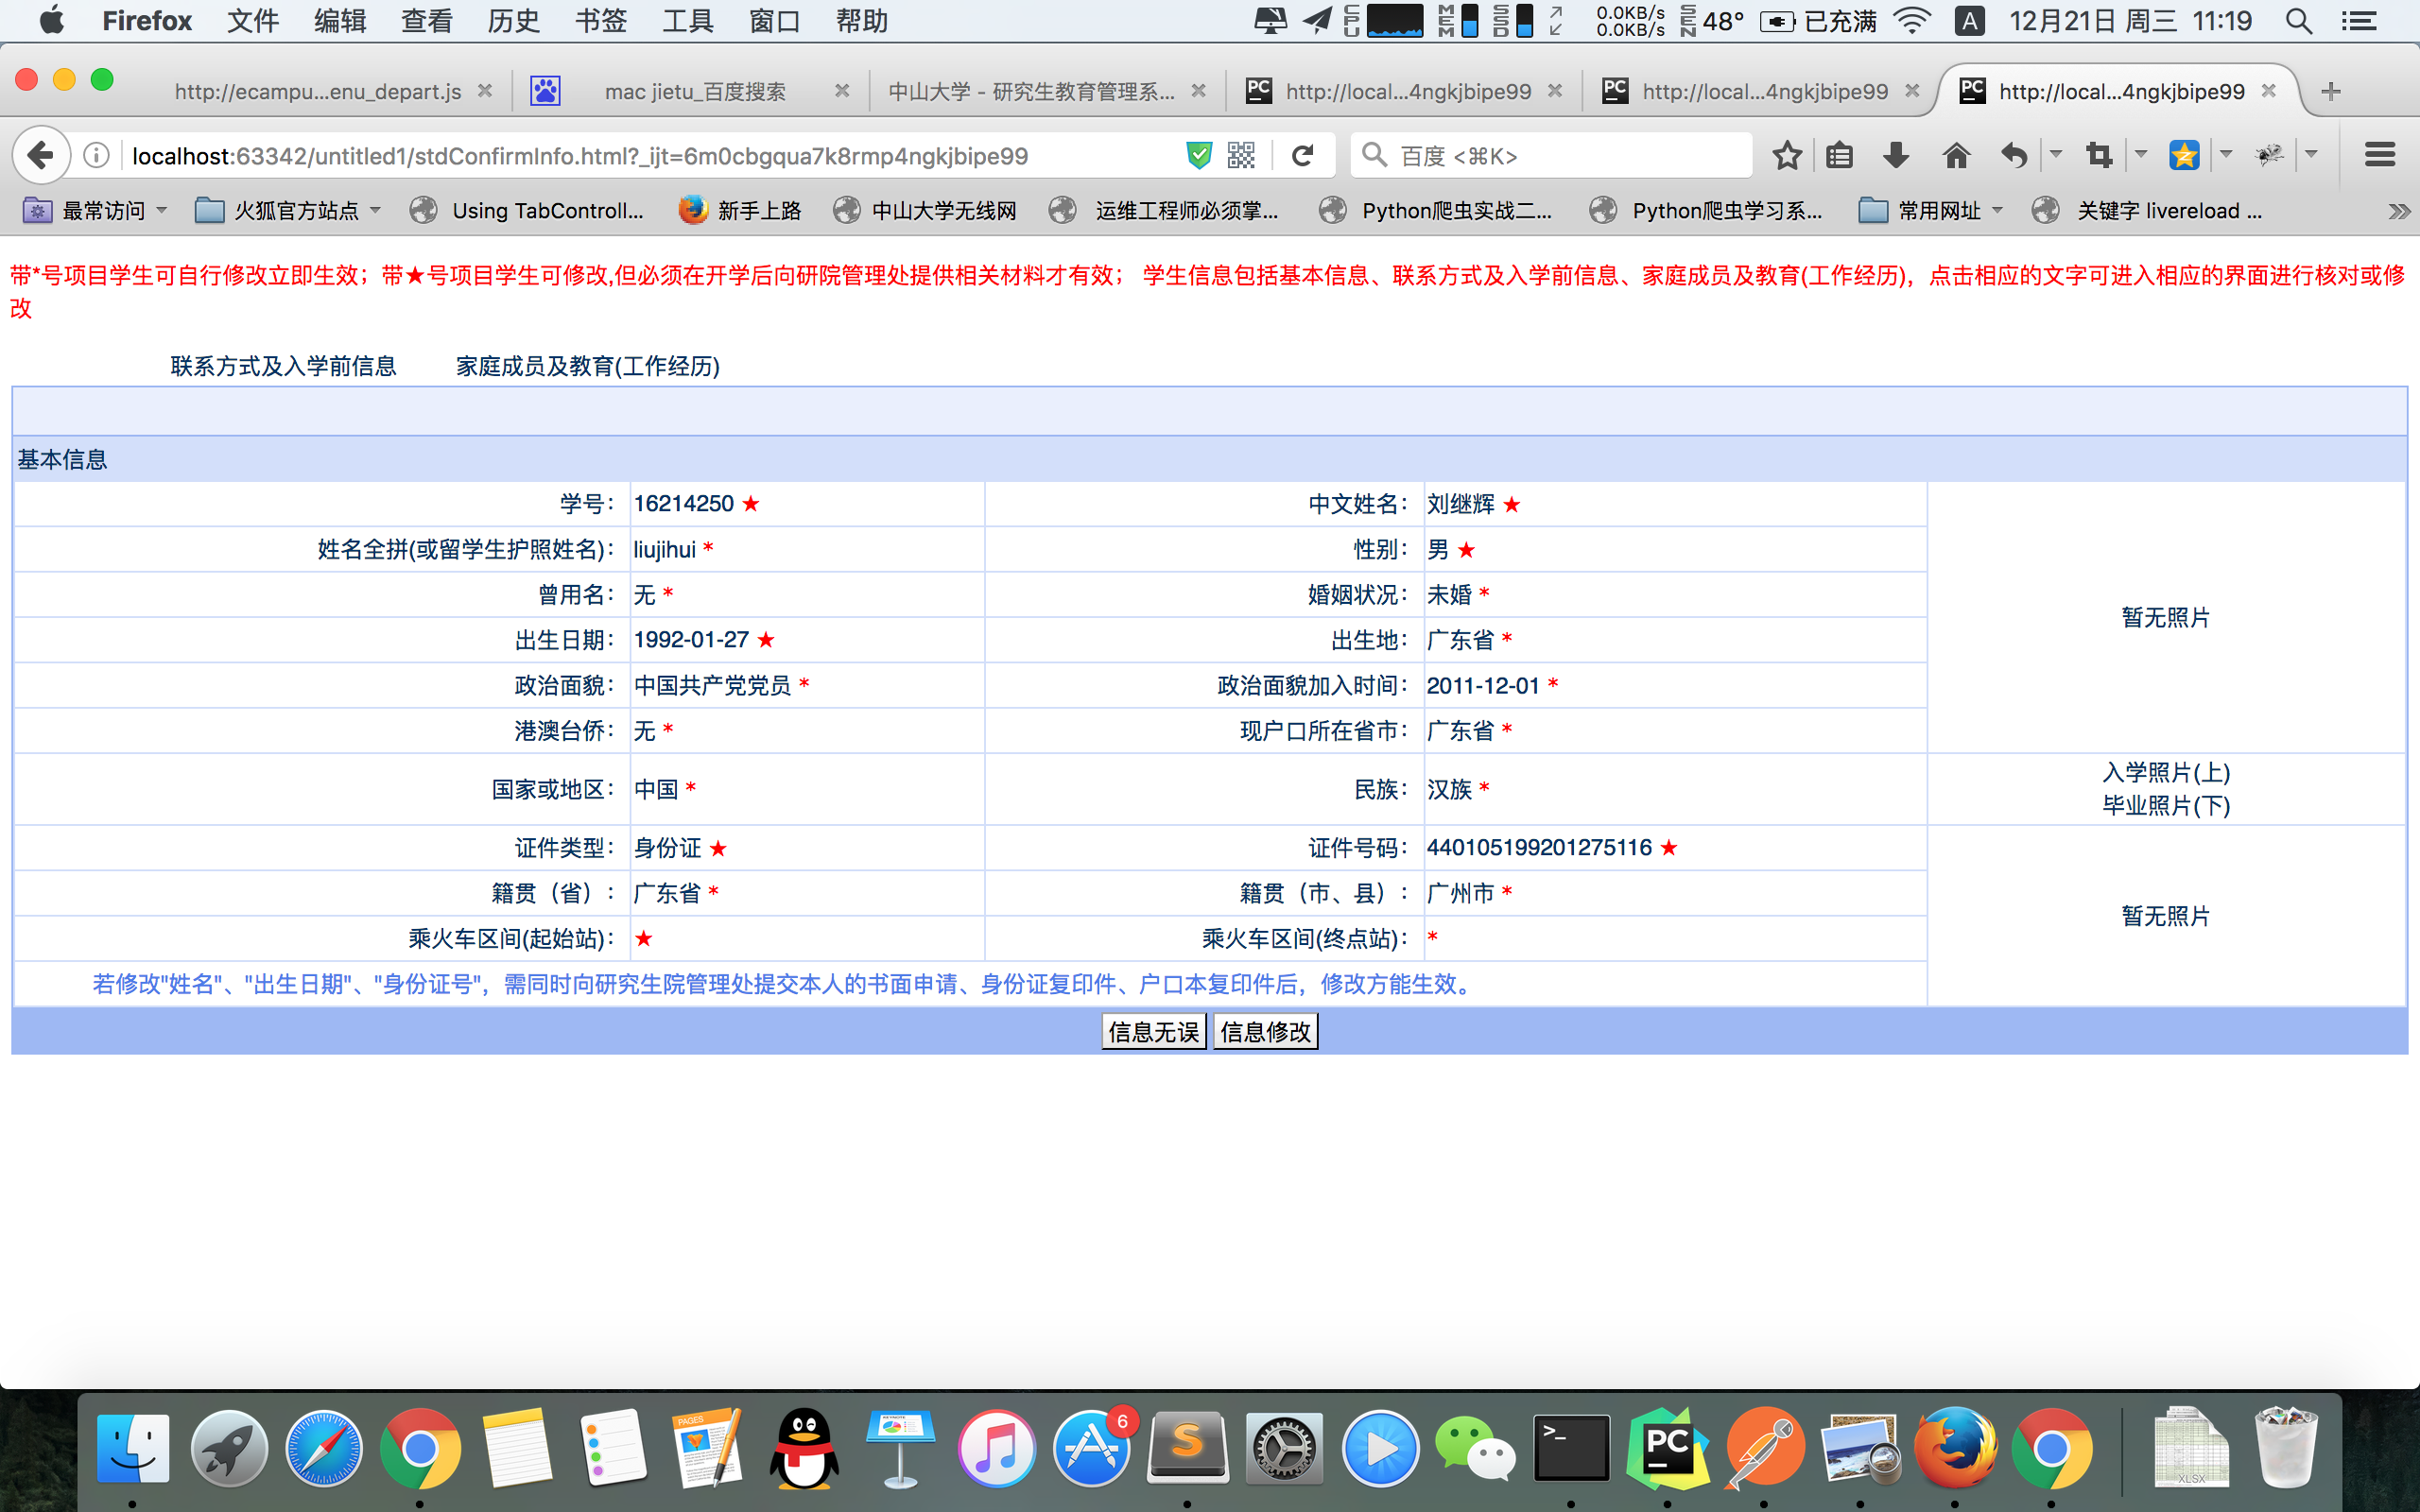 Firefox 文件 编辑 查看 历史 书签 工具 窗口 帮助 CPU MEM SSD 0.0KB/s 0.0KB/s SEN 48° 已充满 A 12月21日 周三 11:19
http://ecampu...enu_depart.js mac jietu_百度搜索 中山大学 - 研究生教育管理系... PC http://local...4ngkjbipe99 PC http://local...4ngkjbipe99 PC http://local...4ngkjbipe99
localhost:63342/untitled1/stdConfirmInfo.html?_ijt=6m0cbgqua7k8rmp4ngkjbipe99 百度 <⌘K>
最常访问 火狐官方站点 Using TabControll... 新手上路 中山大学无线网 运维工程师必须掌... Python爬虫实战二... Python爬虫学习系... 常用网址 关键字 livereload ...
带*号项目学生可自行修改立即生效；带★号项目学生可修改,但必须在开学后向研院管理处提供相关材料才有效； 学生信息包括基本信息、联系方式及入学前信息、家庭成员及教育(工作经历)，点击相应的文字可进入相应的界面进行核对或修
改
联系方式及入学前信息 家庭成员及教育(工作经历)
基本信息
学号： 16214250 ★ 中文姓名： 刘继辉 ★
姓名全拼(或留学生护照姓名)： liujihui * 性别： 男 ★
曾用名： 无 * 婚姻状况： 未婚 *
暂无照片
出生日期： 1992-01-27 ★ 出生地： 广东省 *
政治面貌： 中国共产党党员 * 政治面貌加入时间： 2011-12-01 *
港澳台侨： 无 * 现户口所在省市： 广东省 *
国家或地区： 中国 * 民族： 汉族 * 入学照片(上)
毕业照片(下)
证件类型： 身份证 ★ 证件号码： 440105199201275116 ★
籍贯（省）： 广东省 * 籍贯（市、县）： 广州市 *
暂无照片
乘火车区间(起始站)： ★ 乘火车区间(终点站)： *
若修改"姓名"、"出生日期"、"身份证号"，需同时向研究生院管理处提交本人的书面申请、身份证复印件、户口本复印件后，修改方能生效。
信息无误 信息修改
PAGES KEYNOTE 6 S >_ PC XLSX